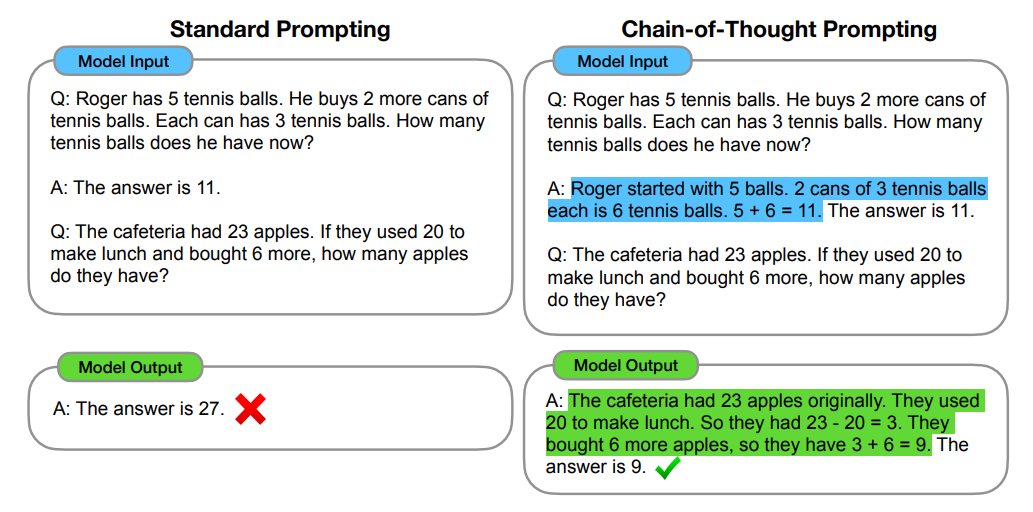 Standard Prompting
Model Input
Q: Roger has 5 tennis balls. He buys 2 more cans of
tennis balls. Each can has 3 tennis balls. How many
tennis balls does he have now?
A: The answer is 11.
Q: The cafeteria had 23 apples. If they used 20 to
make lunch and bought 6 more, how many apples
do they have?
Model Output
A: The answer is 27.
Chain-of-Thought Prompting
Model Input
Q: Roger has 5 tennis balls. He buys 2 more cans of
tennis balls. Each can has 3 tennis balls. How many
tennis balls does he have now?
A: Roger started with 5 balls. 2 cans of 3 tennis balls
each is 6 tennis balls. 5 + 6 = 11. The answer is 11.
Q: The cafeteria had 23 apples. If they used 20 to
make lunch and bought 6 more, how many apples
do they have?
Model Output
A: The cafeteria had 23 apples originally. They used
20 to make lunch. So they had 23 - 20 = 3. They
bought 6 more apples, so they have 3 + 6 = 9. The
answer is 9.